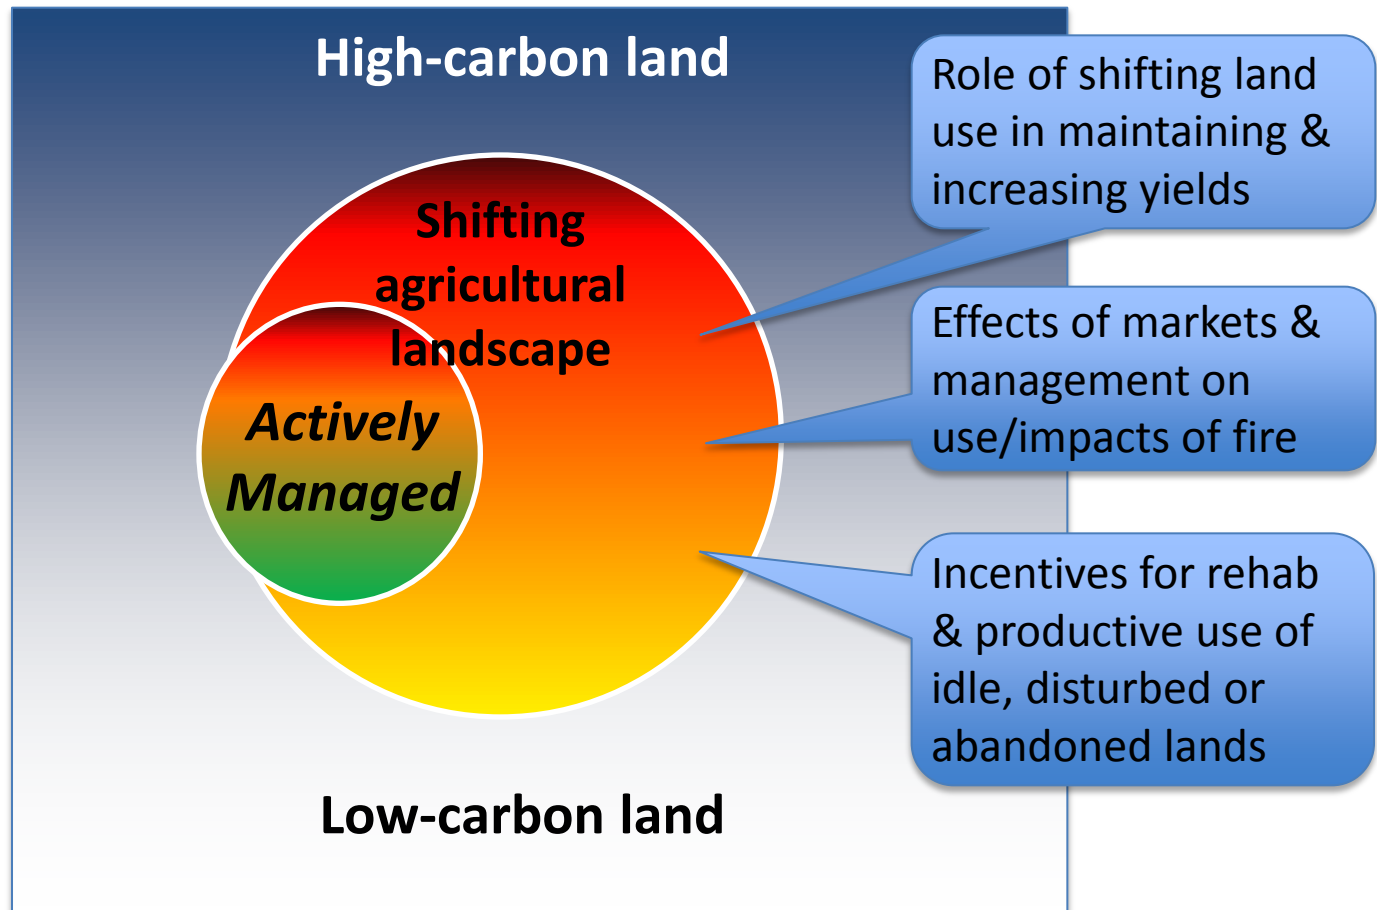 High-carbon land
Shifting
agricultural
landscape
Actively
Managed
Low-carbon land
Role of shifting land
use in maintaining &
increasing yields
Effects of markets &
management on
use/impacts of fire
Incentives for rehab
& productive use of
idle, disturbed or
abandoned lands